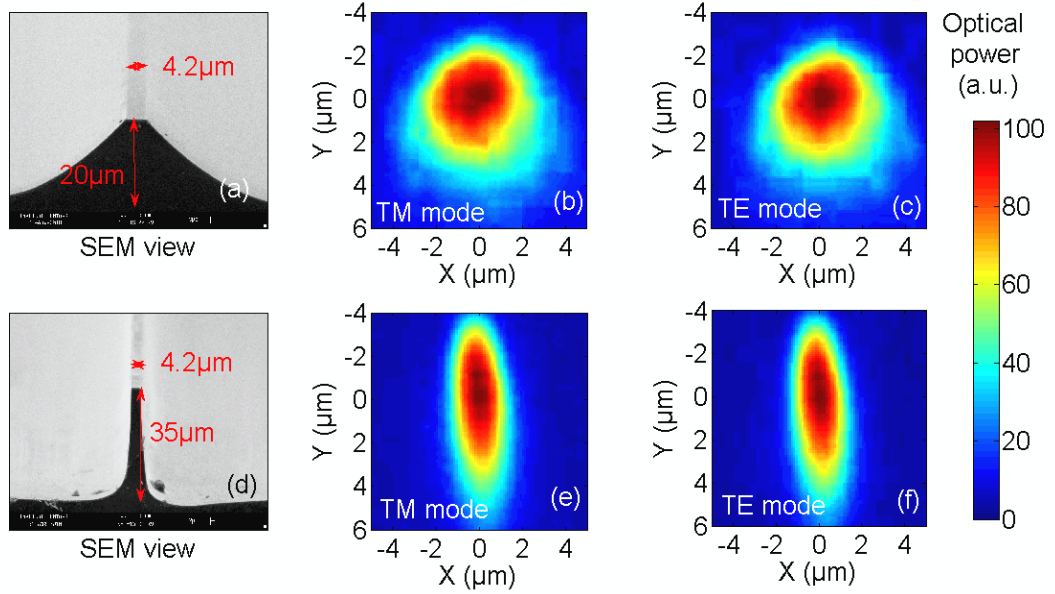 4.2µm
20µm
(a)
SEM view
-4
-2
0
2
4
6
Y (µm)
TM mode
(b)
-4 -2 0 2 4
X (µm)
-4
-2
0
2
4
6
Y (µm)
TE mode
(c)
-4 -2 0 2 4
X (µm)
Optical
power
(a.u.)
100
80
60
40
20
0
4.2µm
35µm
(d)
SEM view
-4
-2
0
2
4
6
Y (µm)
TM mode
(e)
-4 -2 0 2 4
X (µm)
-4
-2
0
2
4
6
Y (µm)
TE mode
(f)
-4 -2 0 2 4
X (µm)